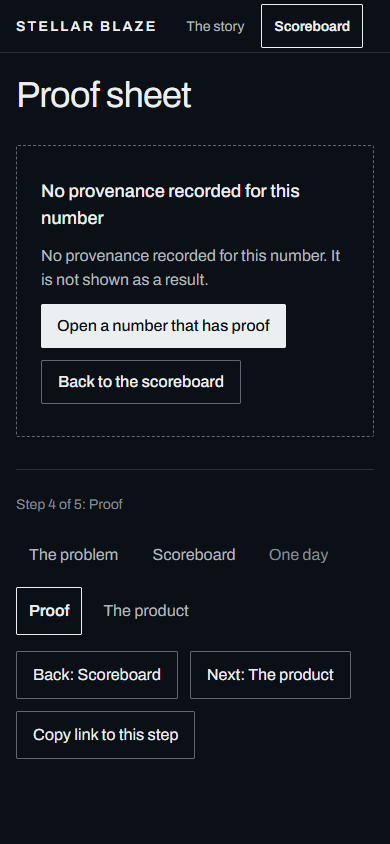 STELLAR BLAZE
The story
Scoreboard
Proof sheet
No provenance recorded for this
number
No provenance recorded for this number. It
is not shown as a result.
Open a number that has proof
Back to the scoreboard
Step 4 of 5: Proof
The problem
Scoreboard
One day
Proof
The product
Back: Scoreboard
Next: The product
Copy link to this step